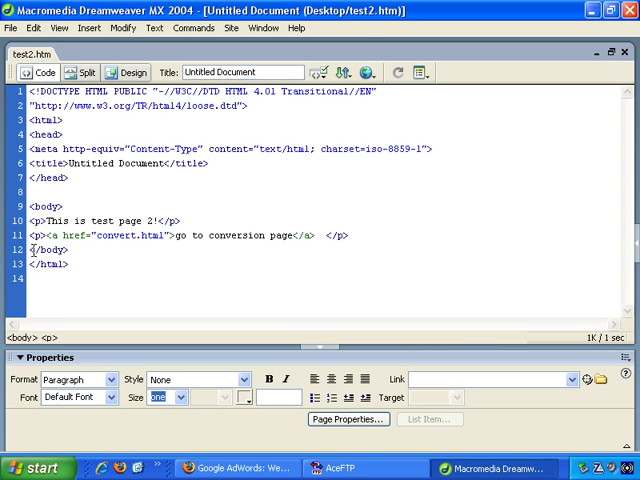 Macromedia Dreamweaver MX 2004 - [Untitled Document (Desktop/test2.htm)]
File Edit View Insert Modify Text Commands Site Window Help
test2.htm
Code Split Design Title: Untitled Document
1 <!DOCTYPE HTML PUBLIC "-//W3C//DTD HTML 4.01 Transitional//EN"
2 "http://www.w3.org/TR/html4/loose.dtd">
3 <html>
4 <head>
5 <meta http-equiv="Content-Type" content="text/html; charset=iso-8859-1">
6 <title>Untitled Document</title>
7 </head>
8
9 <body>
10 <p>This is test page 2!</p>
11 <p><a href="convert.html">go to conversion page</a>  </p>
12 </body>
13 </html>
14
<body> <p> 1K / 1 sec
Properties
Format Paragraph Style None B I Link
Font Default Font Size Target
Page Properties... List Item...
start Google AdWords: We... AceFTP Macromedia Dreamw...